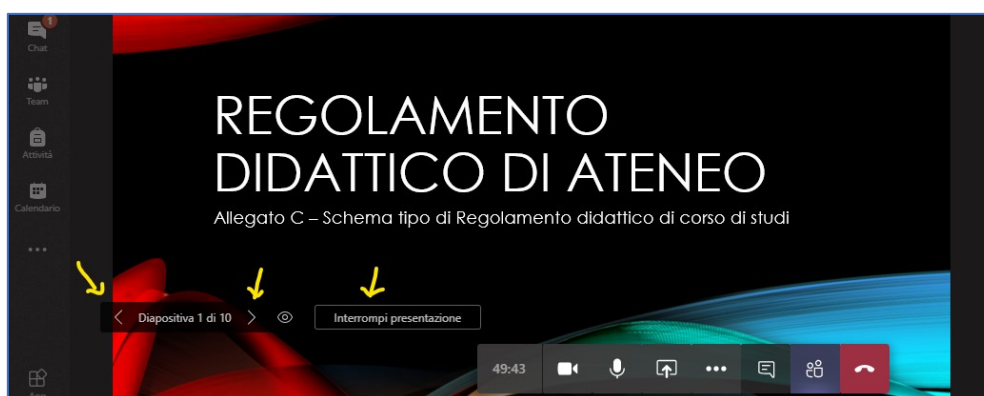 1
Chat
Team
Attività
Calendario
REGOLAMENTO
DIDATTICO DI ATENEO
Allegato C – Schema tipo di Regolamento didattico di corso di studi
Diapositiva 1 di 10
Interrompi presentazione
49:43